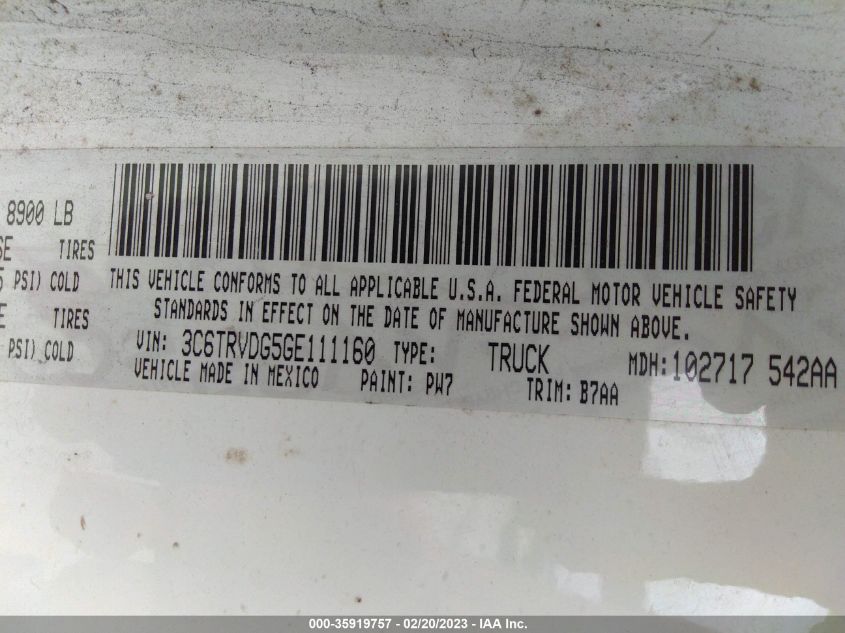 8900 LB
TIRES
PSI) COLD
TIRES
PSI) COLD
THIS VEHICLE CONFORMS TO ALL APPLICABLE U.S.A. FEDERAL MOTOR VEHICLE SAFETY
STANDARDS IN EFFECT ON THE DATE OF MANUFACTURE SHOWN ABOVE.
VIN: 3C6TRVDG5GE111160 TYPE: TRUCK MDH: 102717 542AA
VEHICLE MADE IN MEXICO PAINT: PW7 TRIM: B7AA
000-35919757 - 02/20/2023 - IAA Inc.